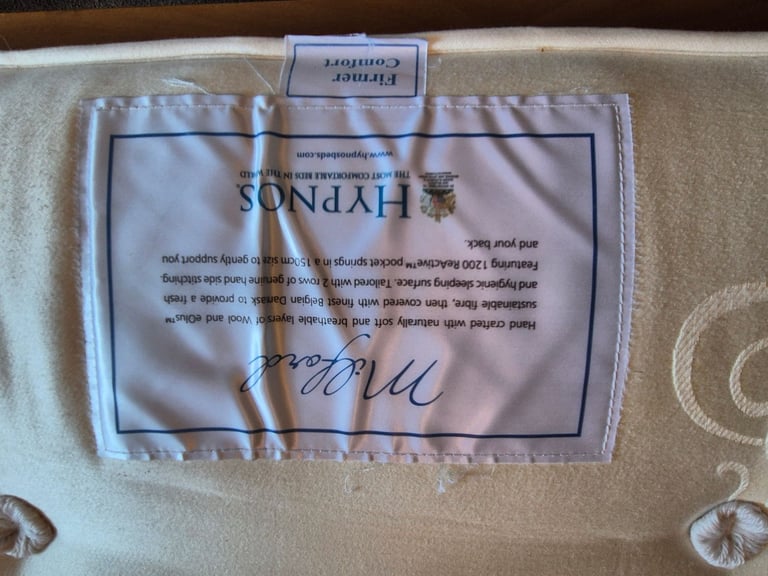 Milford
Hand crafted with naturally soft and breathable layers of Wool and eOlus™
sustainable fibre, then covered with finest Belgian Damask to provide a fresh
and hygienic sleeping surface. Tailored with 2 rows of genuine hand side stitching.
Featuring 1200 ReActive™ pocket springs in a 150cm size to gently support you
and your back.
HYPNOS®
THE MOST COMFORTABLE BEDS IN THE WORLD
www.hypnosbeds.com
Firmer
Comfort